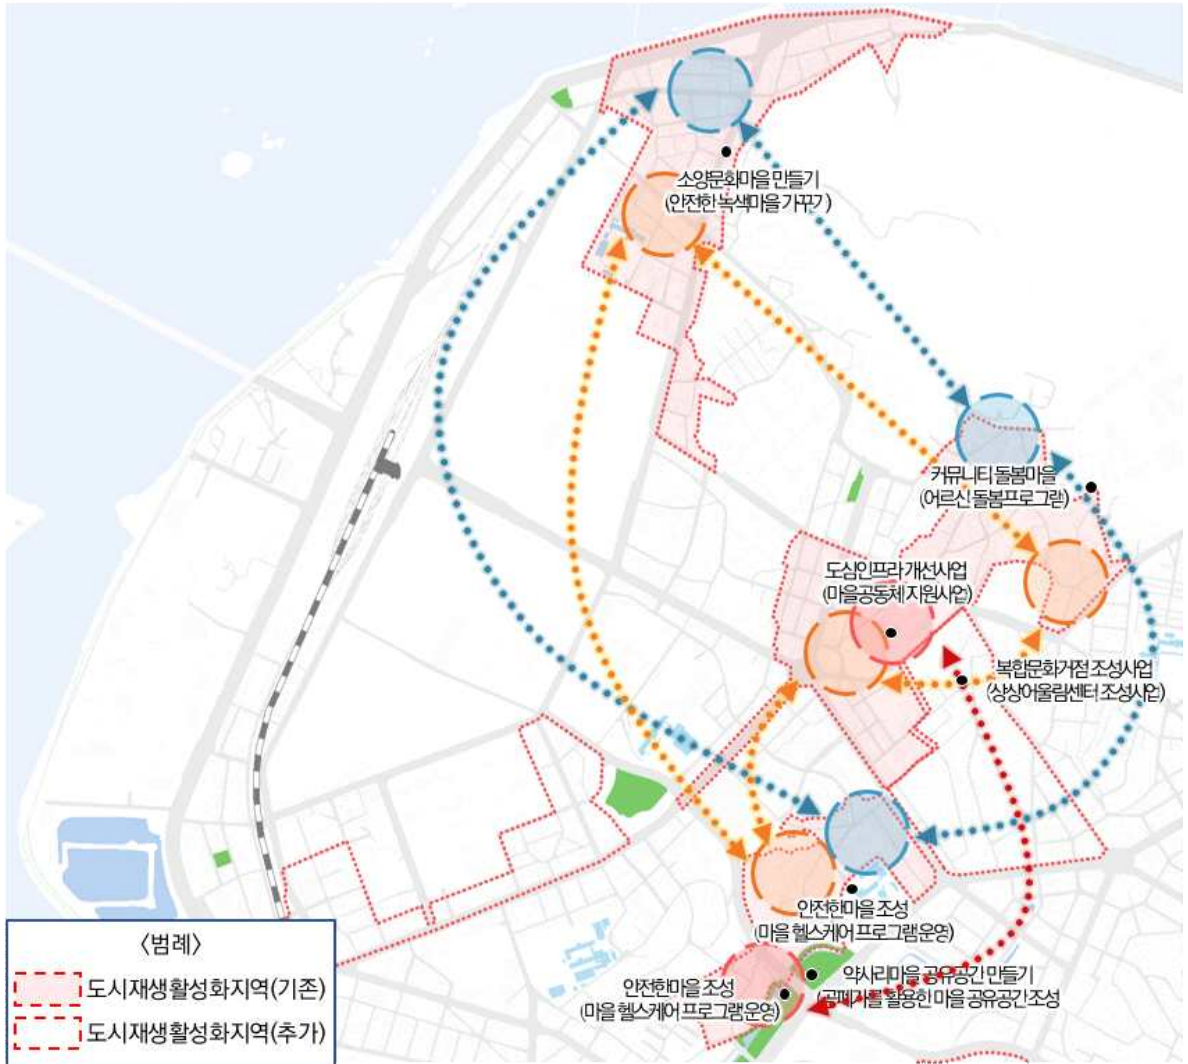 소양문화마을 만들기
(안전한 녹색마을 가꾸기)
커뮤니티 돌봄마을
(어르신 돌봄프로그램)
도심인프라 개선사업
(마을공동체 지원사업)
복합문화거점 조성사업
(상상어울림센터 조성사업)
안전한마을 조성
(마을 헬스케어 프로그램 운영)
안전한마을 조성
(마을 헬스케어 프로그램 운영)
약사리마을 공유공간 만들기
(공폐가를 활용한 마을 공유공간 조성
〈범례〉
도시재생활성화지역(기존)
도시재생활성화지역(추가)